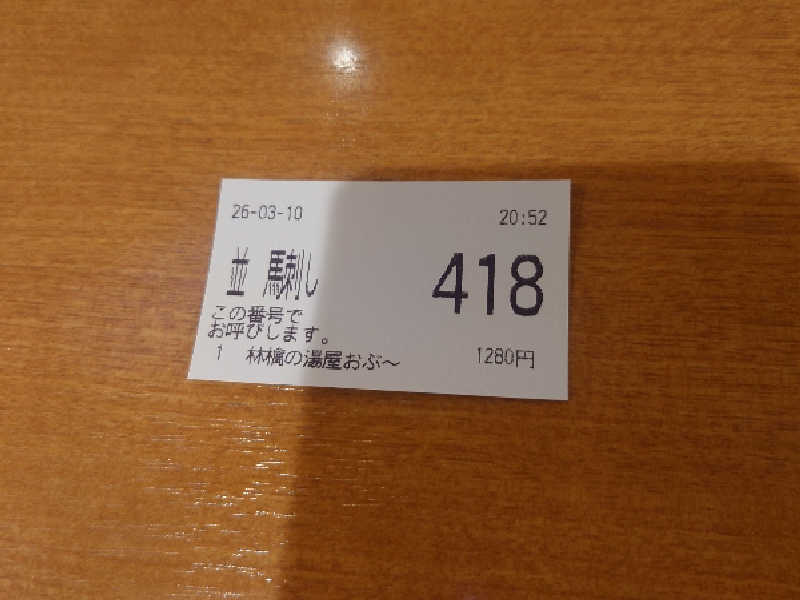 26-03-10 20:52
並 馬刺し 418
この番号で
お呼びします。
1 林檎の湯屋おぶ～ 1280円